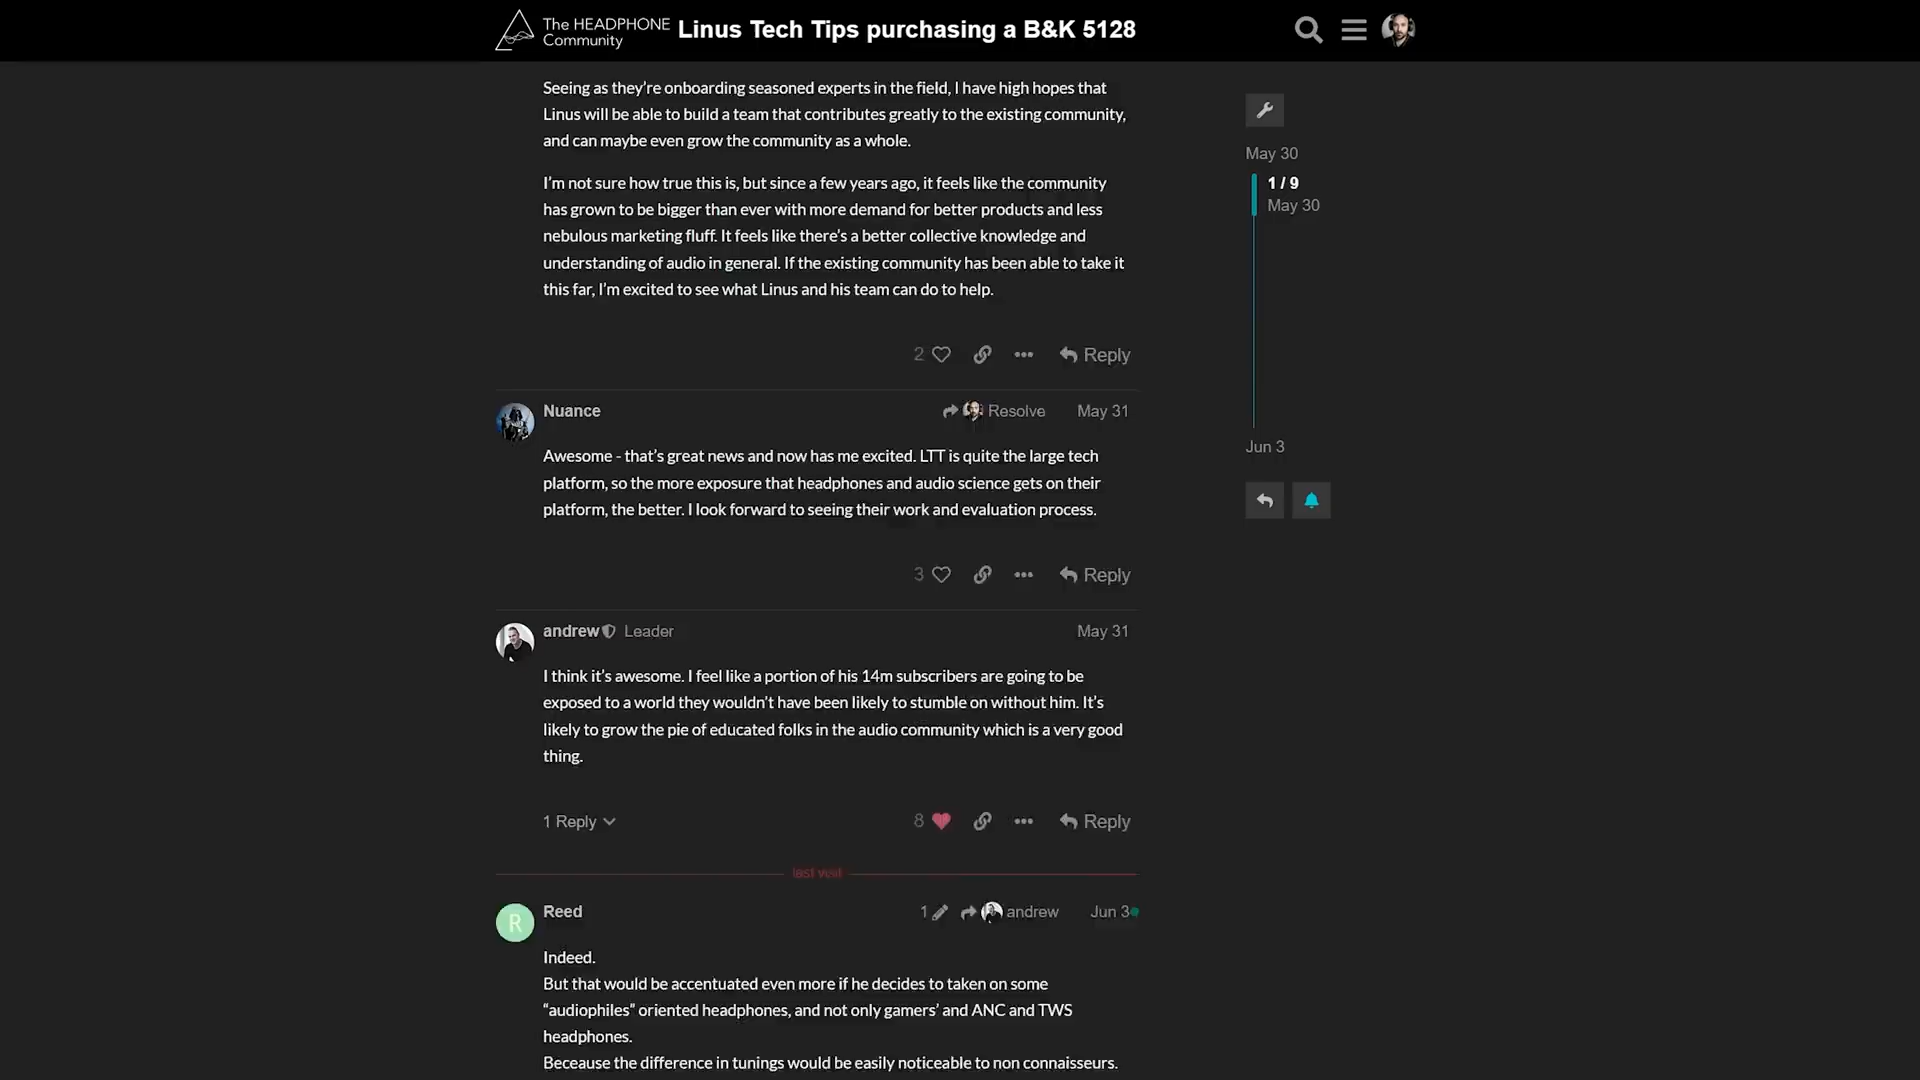 The HEADPHONE
Community
Linus Tech Tips purchasing a B&K 5128
Seeing as they're onboarding seasoned experts in the field, I have high hopes that
Linus will be able to build a team that contributes greatly to the existing community,
and can maybe even grow the community as a whole.
I'm not sure how true this is, but since a few years ago, it feels like the community
has grown to be bigger than ever with more demand for better products and less
nebulous marketing fluff. It feels like there's a better collective knowledge and
understanding of audio in general. If the existing community has been able to take it
this far, I'm excited to see what Linus and his team can do to help.
2 Reply
Nuance Resolve May 31
Awesome - that's great news and now has me excited. LTT is quite the large tech
platform, so the more exposure that headphones and audio science gets on their
platform, the better. I look forward to seeing their work and evaluation process.
3 Reply
andrew Leader May 31
I think it's awesome. I feel like a portion of his 14m subscribers are going to be
exposed to a world they wouldn't have been likely to stumble on without him. It's
likely to grow the pie of educated folks in the audio community which is a very good
thing.
1 Reply 8 Reply
last visit
R
Reed 1 andrew Jun 3
Indeed.
But that would be accentuated even more if he decides to taken on some
“audiophiles” oriented headphones, and not only gamers' and ANC and TWS
headphones.
Beceause the difference in tunings would be easily noticeable to non connaisseurs.
May 30
1 / 9
May 30
Jun 3